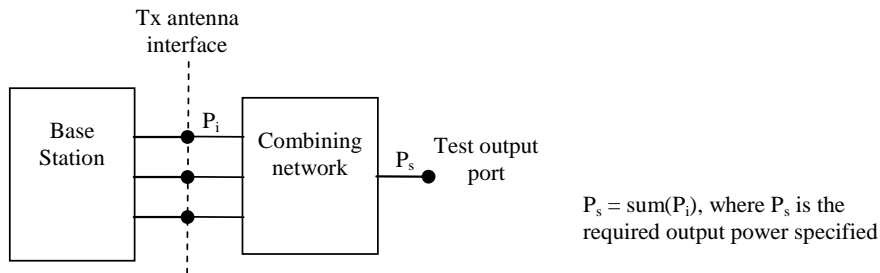 Tx antenna
interface
Base
Station
P_i
Combining
network
P_s
Test output
port
P_s = sum(P_i), where P_s is the
required output power specified